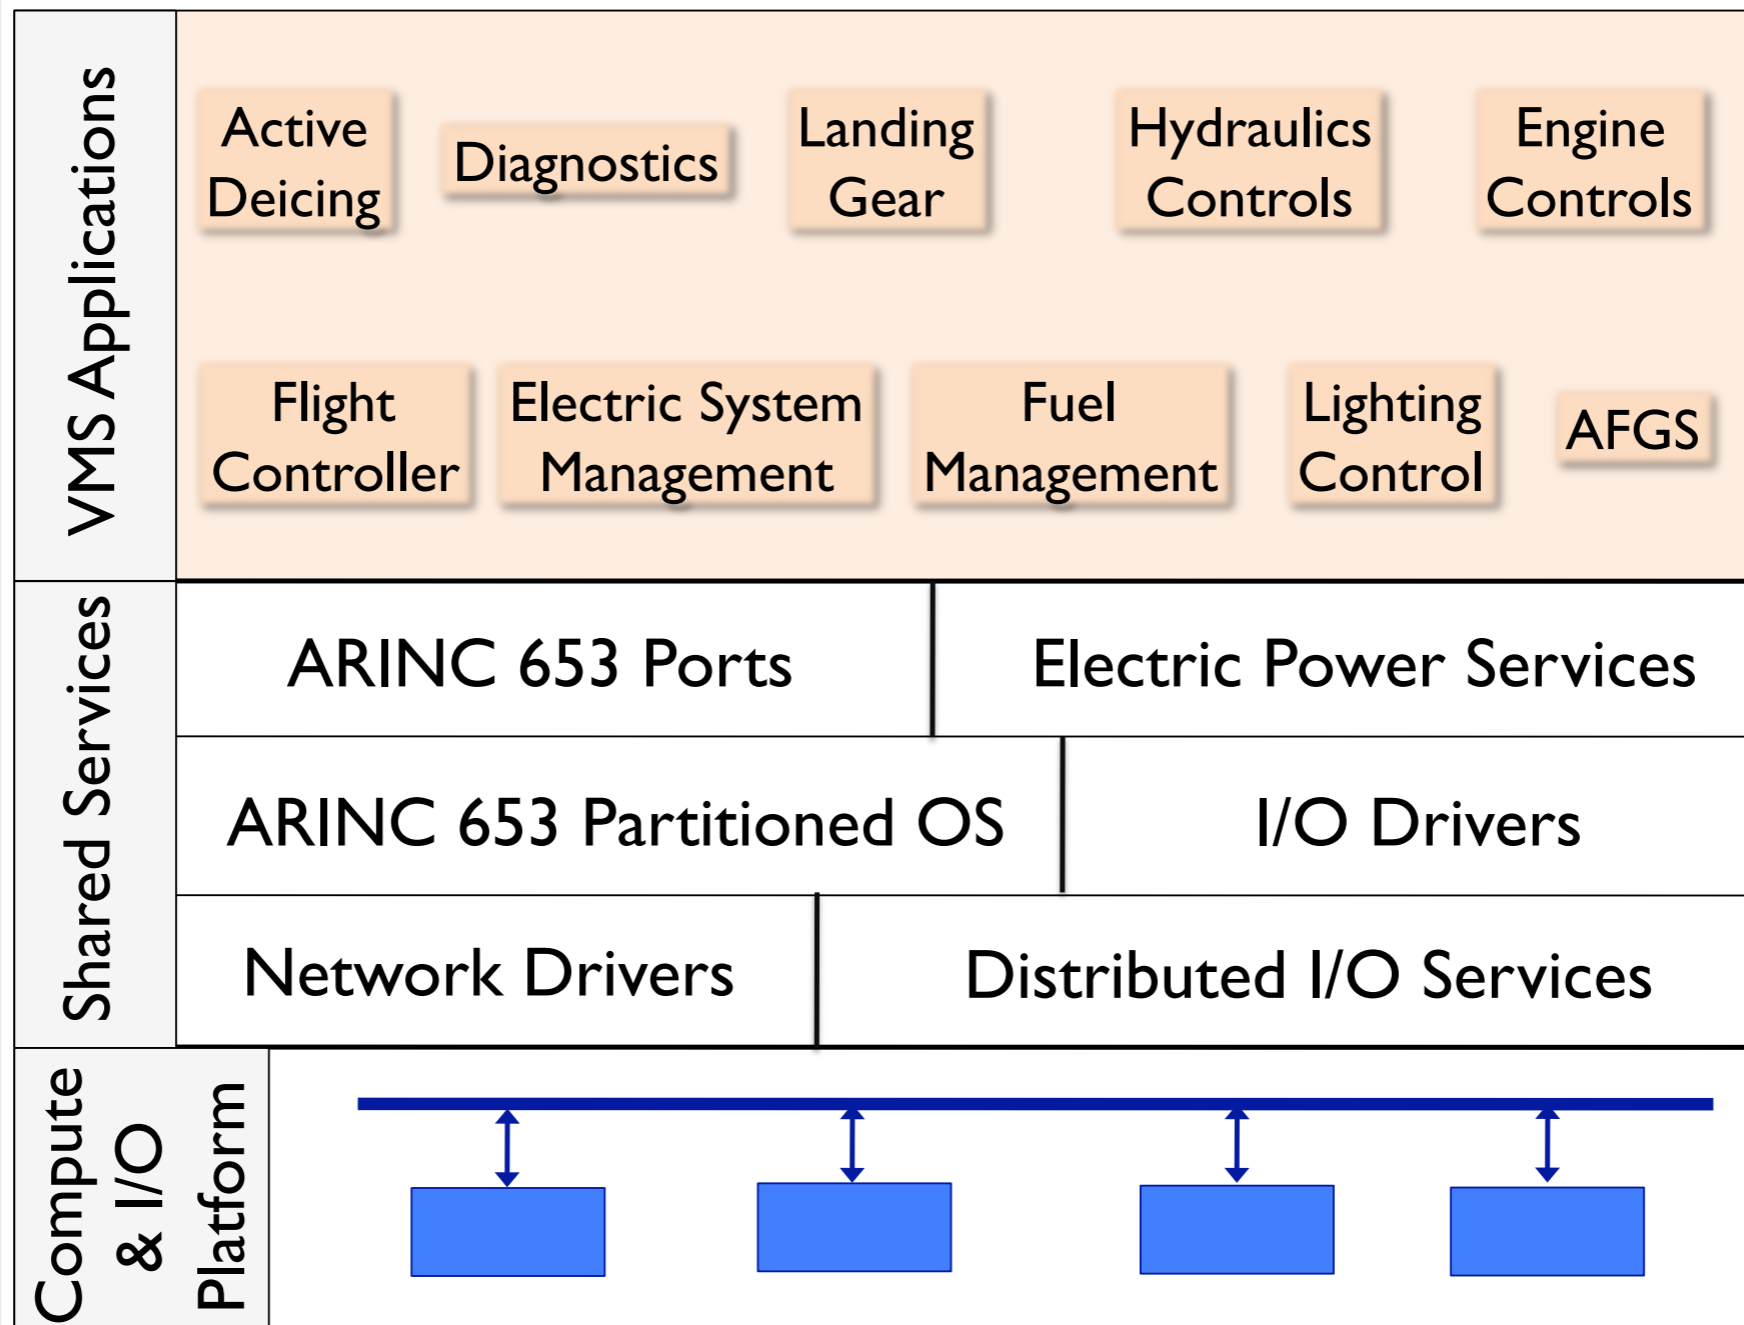 VMS Applications
Active
Deicing
Diagnostics
Landing
Gear
Hydraulics
Controls
Engine
Controls
Flight
Controller
Electric System
Management
Fuel
Management
Lighting
Control
AFGS
Shared Services
ARINC 653 Ports
Electric Power Services
ARINC 653 Partitioned OS
I/O Drivers
Network Drivers
Distributed I/O Services
Compute
& I/O
Platform